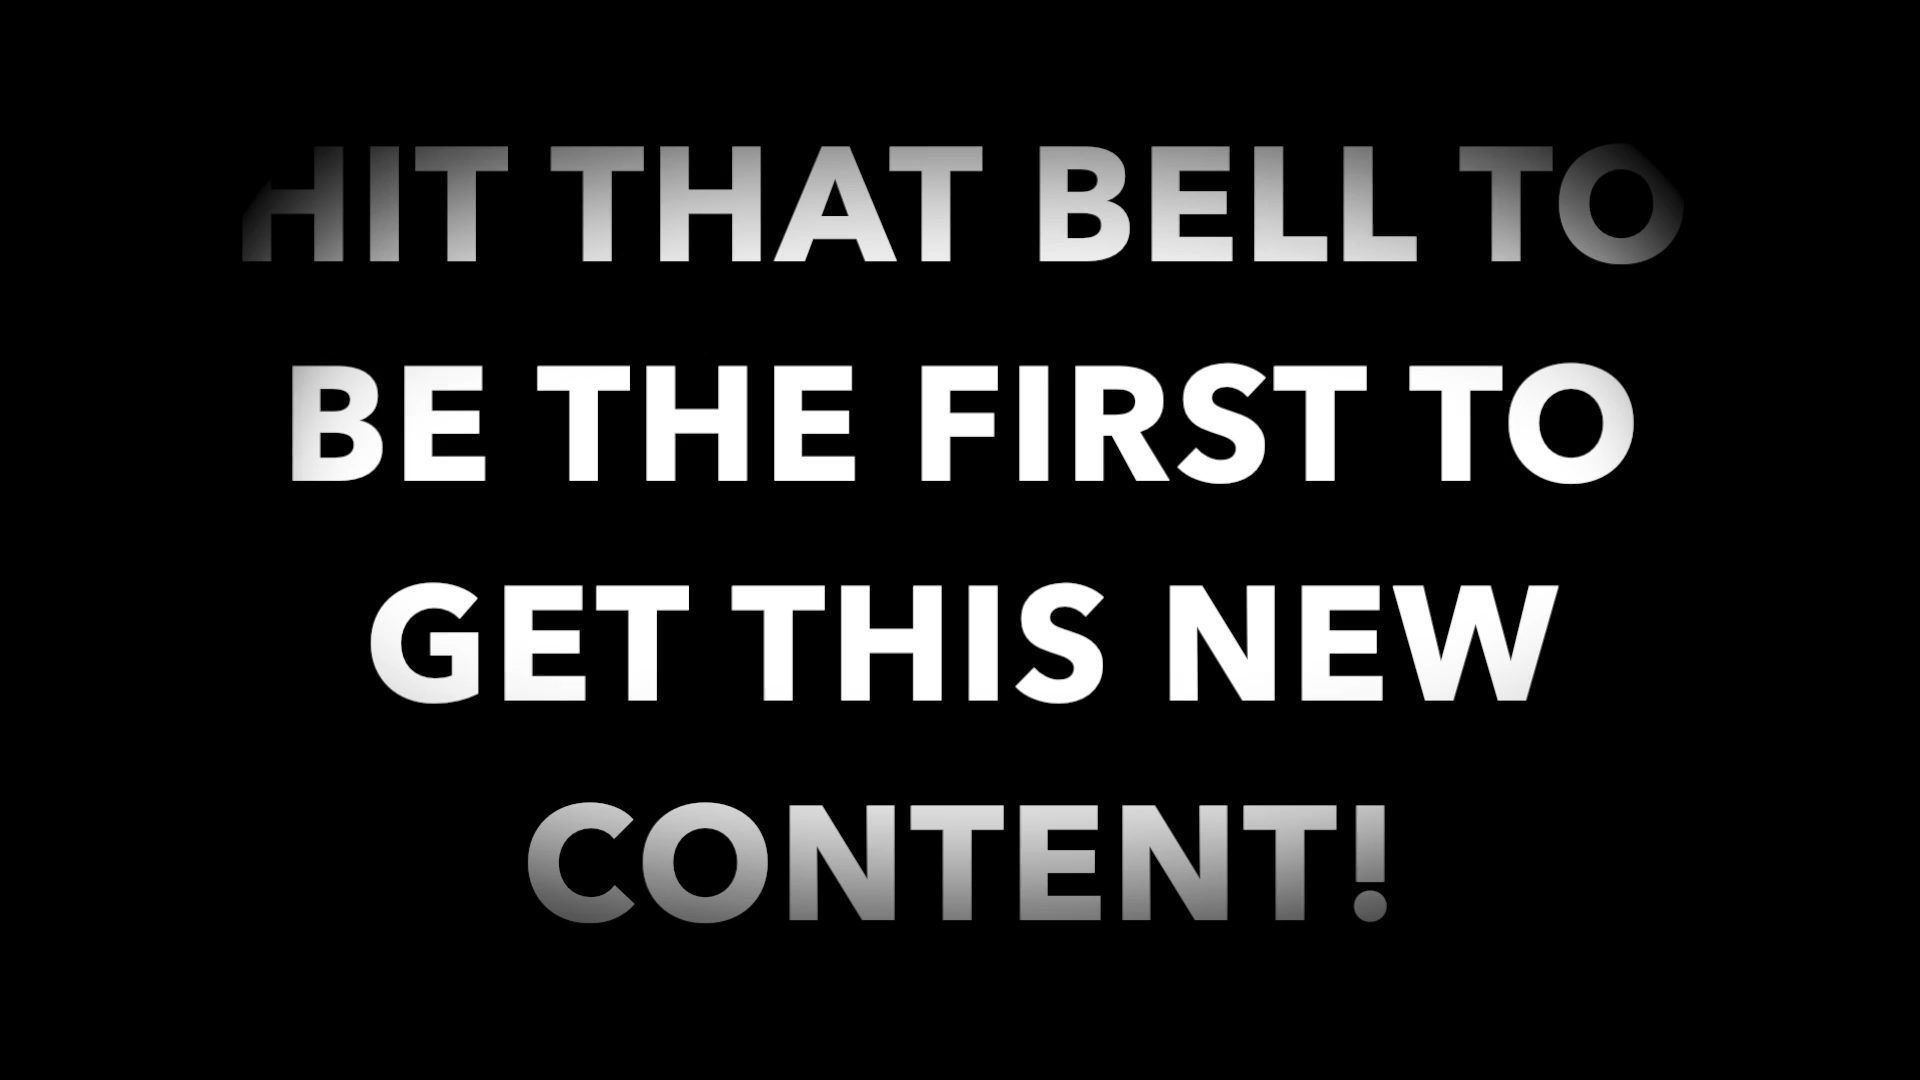 HIT THAT BELL TO
BE THE FIRST TO
GET THIS NEW
CONTENT!